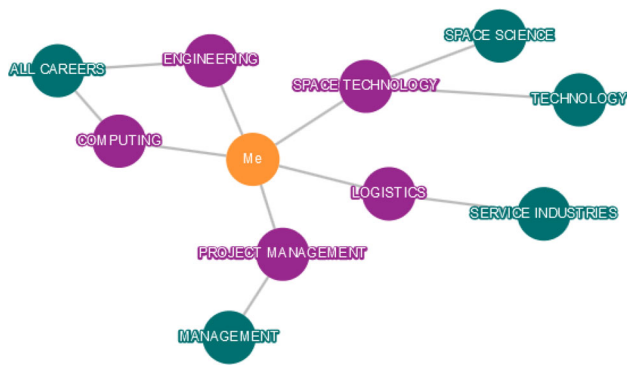 SPACE SCIENCE
ENGINEERING
ALL CAREERS
SPACE TECHNOLOGY
TECHNOLOGY
COMPUTING
Me
LOGISTICS
SERVICE INDUSTRIES
PROJECT MANAGEMENT
MANAGEMENT